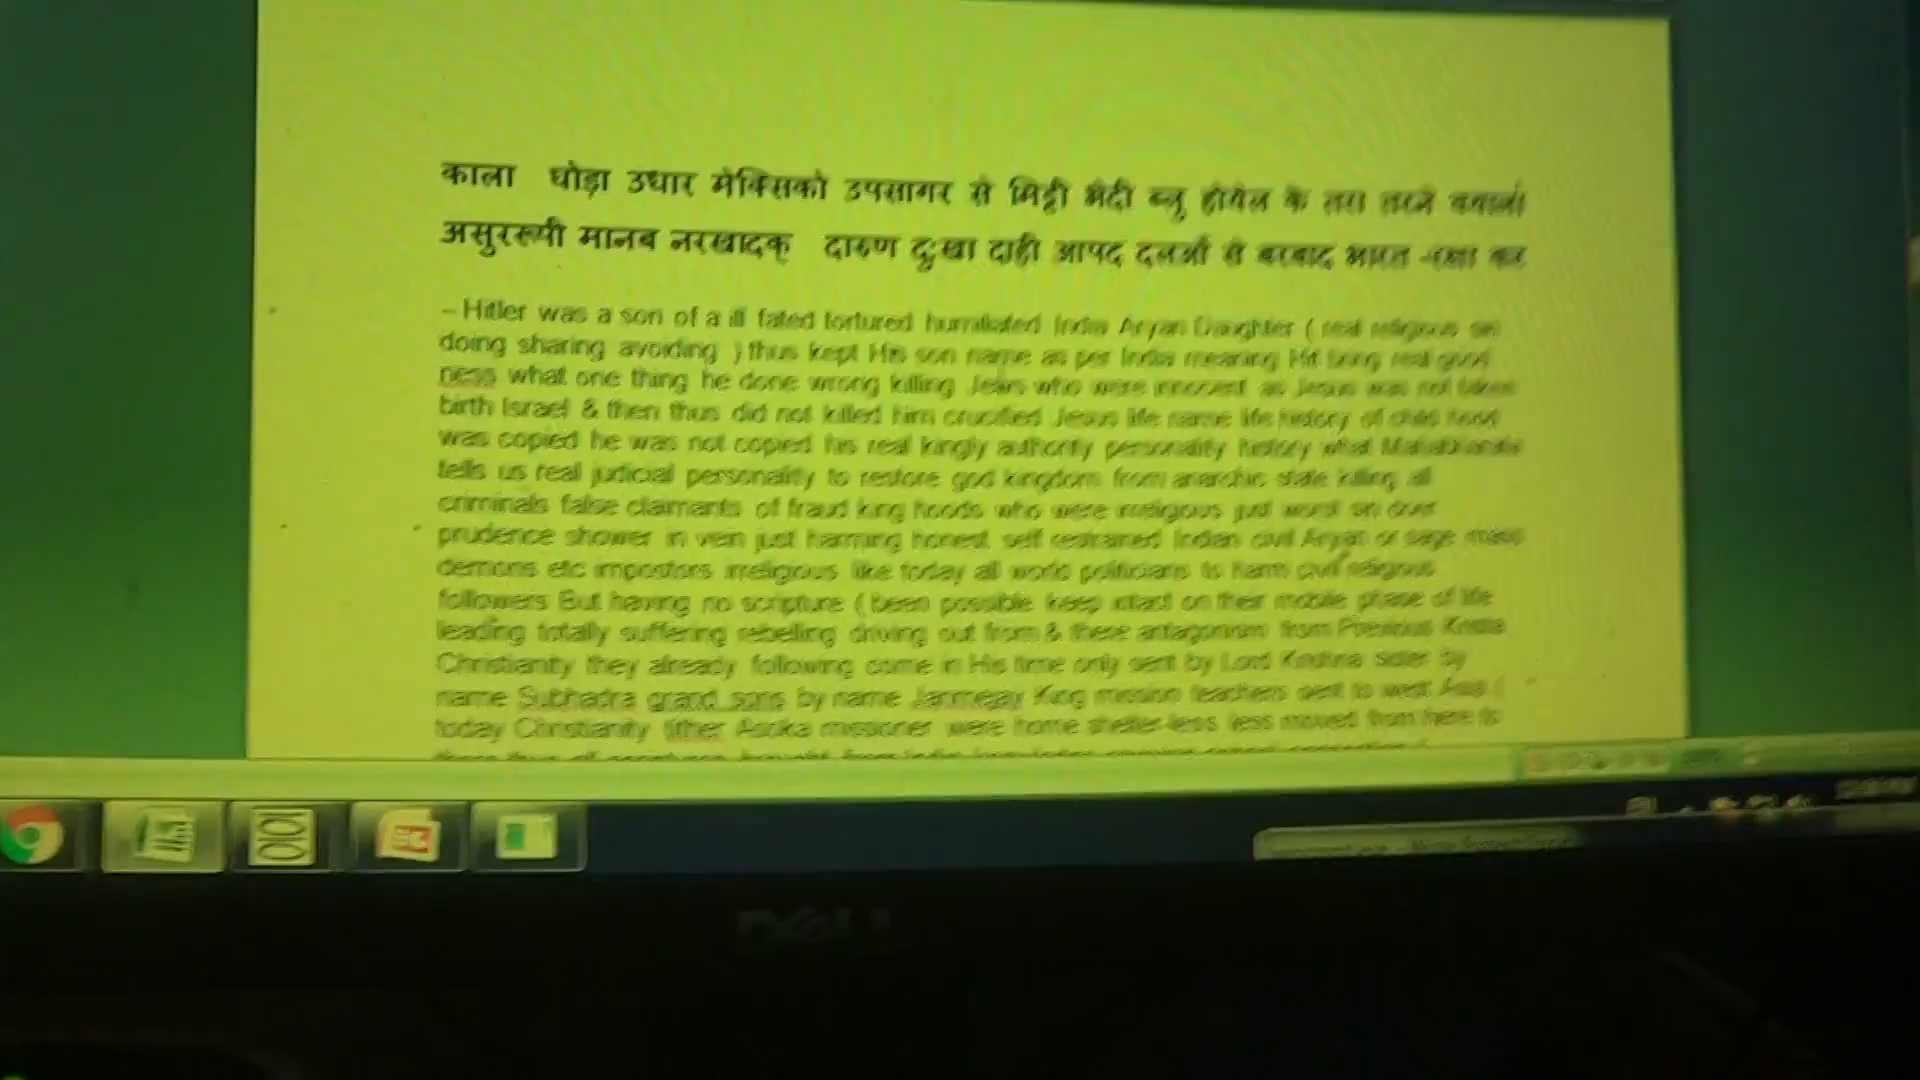 काला घोड़ा उधार मेक्सिको उपसागर से मिट्टी भेदी ब्लू होयेल के
असुररूपी मानब नरखादक् दारुण दुःखा दाही आपद दलओं से बरबाद भारत
– Hitler was a son of a ill fated tortured humiliated India Aryan Daughter ( real religious sin
doing sharing avoiding ) thus kept His son name as per India meaning Hit being real good
ness what one thing he done wrong killing Jews who were innocent as Jesus was not taken
birth Israel & then thus did not killed him crucified Jesus life name life history of child hood
was copied he was not copied his real kingly authority personality history what Mahabharata
tells us real judicial personality to restore god kingdom from anarchic state killing all
criminals false claimants of fraud king hoods who were irreligious just worst sin doer
prudence shower in vein just harming honest self restrained Indian civil Aryan or sage mass
demons etc impostors irreligious like today all world politicians to harm civil religious
followers But having no scripture ( been possible keep intact on their mobile phase of life
leading totally suffering rebelling driving out from & there antagonism from Previous
Christianity they already following come in His time only sent by Lord Krishna sister by
name Subhadra grand sons by name Janmejay King mission teachers sent to west Asia (
today Christianity ) Asoka missioner were home shelter-less less moved from here to
DELL